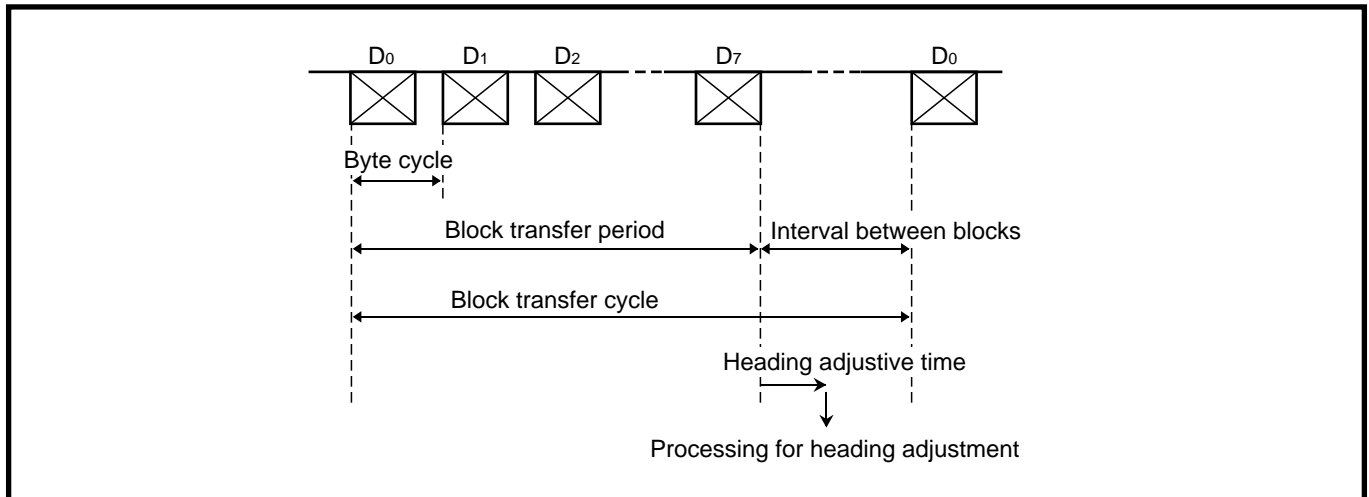 D0 D1 D2 D7 D0
Byte cycle
Block transfer period
Interval between blocks
Block transfer cycle
Heading adjustive time
Processing for heading adjustment